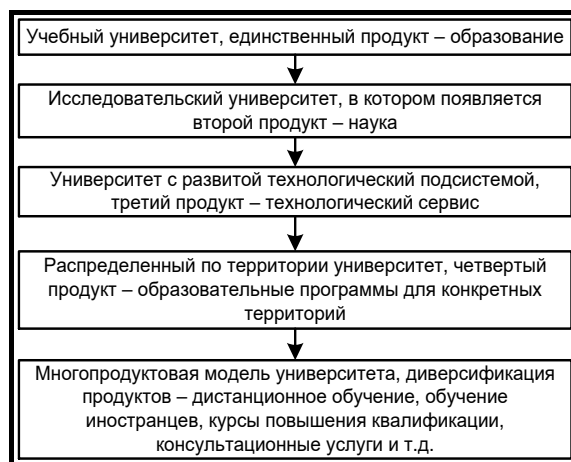 Учебный университет, единственный продукт – образование
Исследовательский университет, в котором появляется
второй продукт – наука
Университет с развитой технологический подсистемой,
третий продукт – технологический сервис
Распределенный по территории университет, четвертый
продукт – образовательные программы для конкретных
территорий
Многопродуктовая модель университета, диверсификация
продуктов – дистанционное обучение, обучение
иностранцев, курсы повышения квалификации,
консультационные услуги и т.д.